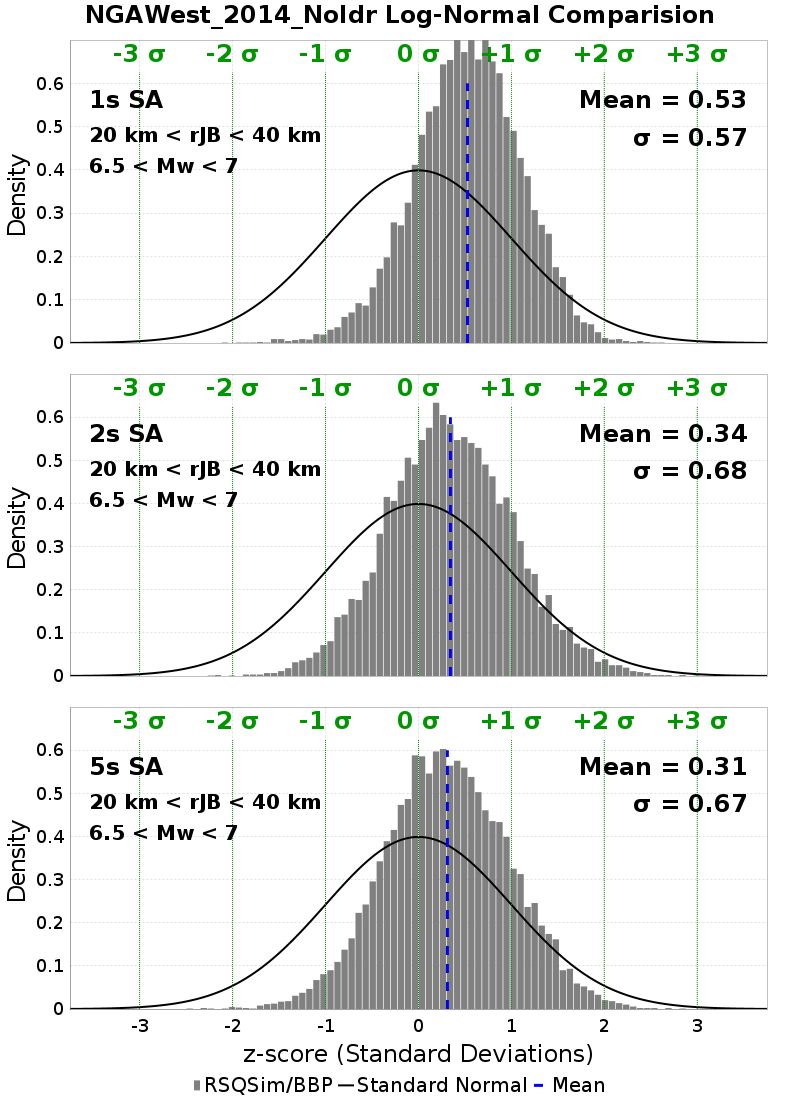 NGAWest_2014_NoIdr Log-Normal Comparision
-3 σ -2 σ -1 σ 0 σ +1 σ +2 σ +3 σ
0.6
1s SA Mean = 0.53
0.5
20 km < rJB < 40 km σ = 0.57
0.4
6.5 < Mw < 7
0.3
0.2
0.1
0
Density
-3 σ -2 σ -1 σ 0 σ +1 σ +2 σ +3 σ
0.6
2s SA Mean = 0.34
0.5
20 km < rJB < 40 km σ = 0.68
0.4
6.5 < Mw < 7
0.3
0.2
0.1
0
Density
-3 σ -2 σ -1 σ 0 σ +1 σ +2 σ +3 σ
0.6
5s SA Mean = 0.31
0.5
20 km < rJB < 40 km σ = 0.67
0.4
6.5 < Mw < 7
0.3
0.2
0.1
0
Density
-3 -2 -1 0 1 2 3
z-score (Standard Deviations)
RSQSim/BBP Standard Normal Mean